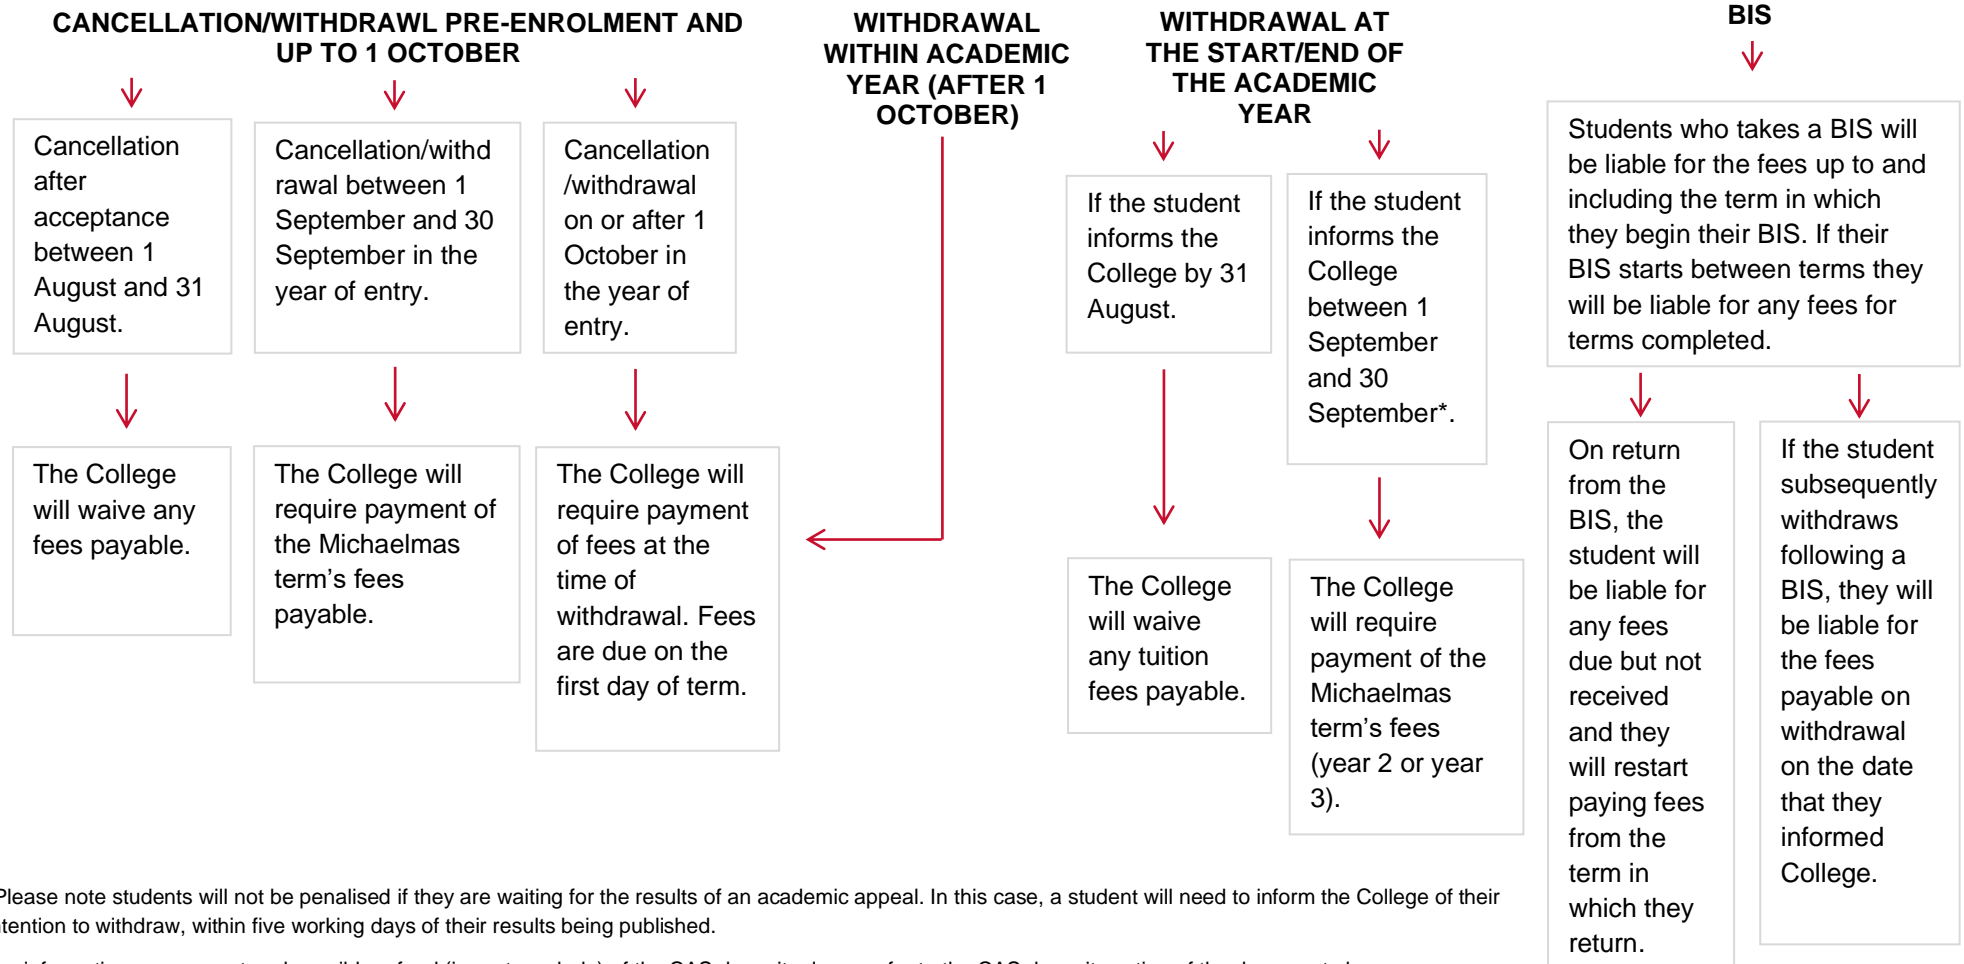 CANCELLATION/WITHDRAWL PRE-ENROLMENT AND
UP TO 1 OCTOBER
Cancellation
after
acceptance
between 1
August and 31
August.
The College
will waive any
fees payable.
Cancellation/withd
rawal between 1
September and 30
September in the
year of entry.
The College will
require payment of
the Michaelmas
term’s fees
payable.
Cancellation
/withdrawal
on or after 1
October in
the year of
entry.
The College will
require payment
of fees at the
time of
withdrawal. Fees
are due on the
first day of term.
WITHDRAWAL
WITHIN ACADEMIC
YEAR (AFTER 1
OCTOBER)
WITHDRAWAL AT
THE START/END OF
THE ACADEMIC
YEAR
If the student
informs the
College by 31
August.
The College
will waive
any tuition
fees payable.
If the student
informs the
College
between 1
September
and 30
September*.
The College
will require
payment of the
Michaelmas
term’s fees
(year 2 or year
3).
BIS
Students who takes a BIS will
be liable for the fees up to and
including the term in which
they begin their BIS. If their
BIS starts between terms they
will be liable for any fees for
terms completed.
On return
from the
BIS, the
student will
be liable for
any fees
due but not
received
and they
will restart
paying fees
from the
term in
which they
return.
If the student
subsequently
withdraws
following a
BIS, they will
be liable for
the fees
payable on
withdrawal
on the date
that they
informed
College.
Please note students will not be penalised if they are waiting for the results of an academic appeal. In this case, a student will need to inform the College of their
ntention to withdraw, within five working days of their results being published.